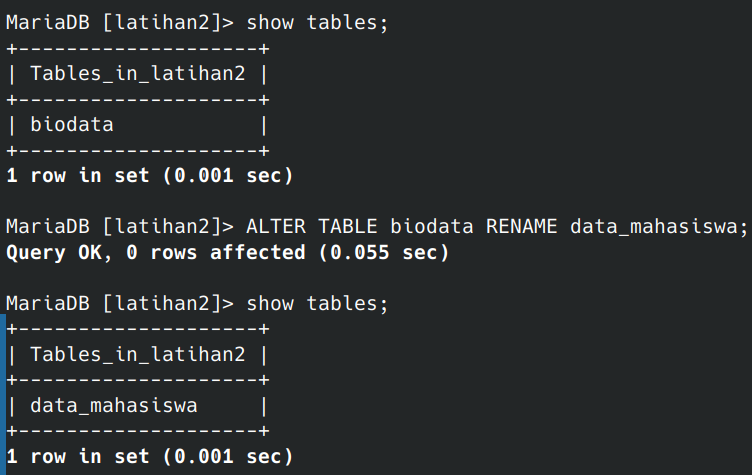 MariaDB [latihan2]> show tables;
+--------------------+
| Tables_in_latihan2 |
+--------------------+
| biodata            |
+--------------------+
1 row in set (0.001 sec)
MariaDB [latihan2]> ALTER TABLE biodata RENAME data_mahasiswa;
Query OK, 0 rows affected (0.055 sec)
MariaDB [latihan2]> show tables;
+--------------------+
| Tables_in_latihan2 |
+--------------------+
| data_mahasiswa     |
+--------------------+
1 row in set (0.001 sec)